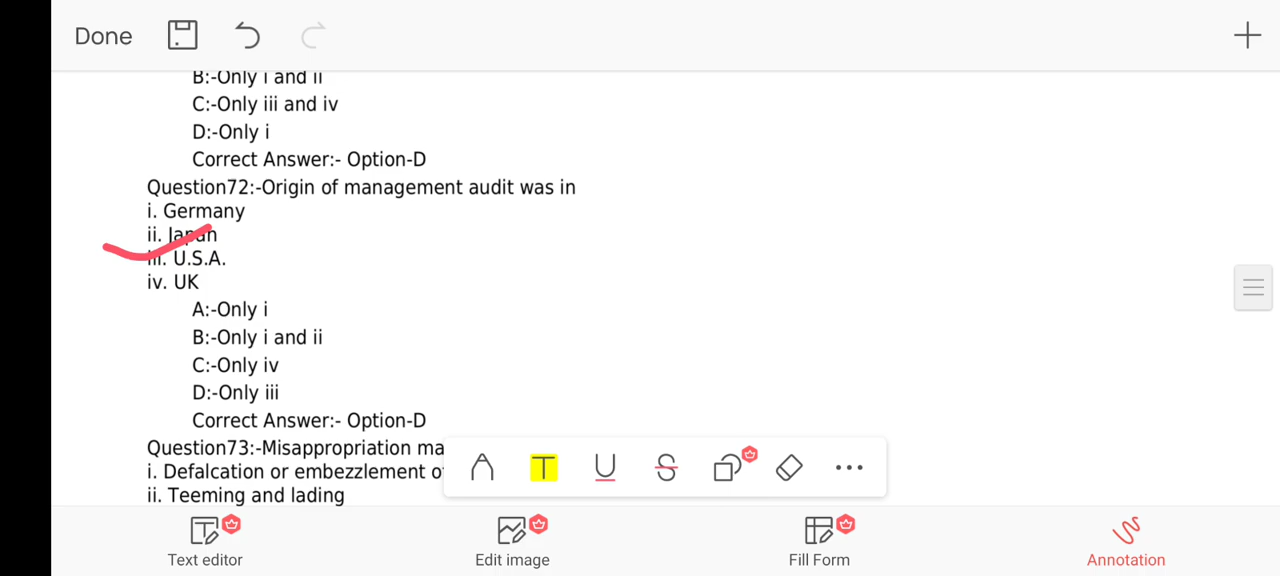 Done
B:-Only i and ii
C:-Only iii and iv
D:-Only i
Correct Answer:- Option-D
Question72:-Origin of management audit was in
i. Germany
ii. Japan
iii. U.S.A.
iv. UK
A:-Only i
B:-Only i and ii
C:-Only iv
D:-Only iii
Correct Answer:- Option-D
Question73:-Misappropriation ma
i. Defalcation or embezzlement o
ii. Teeming and lading
Text editor
Edit image
Fill Form
Annotation